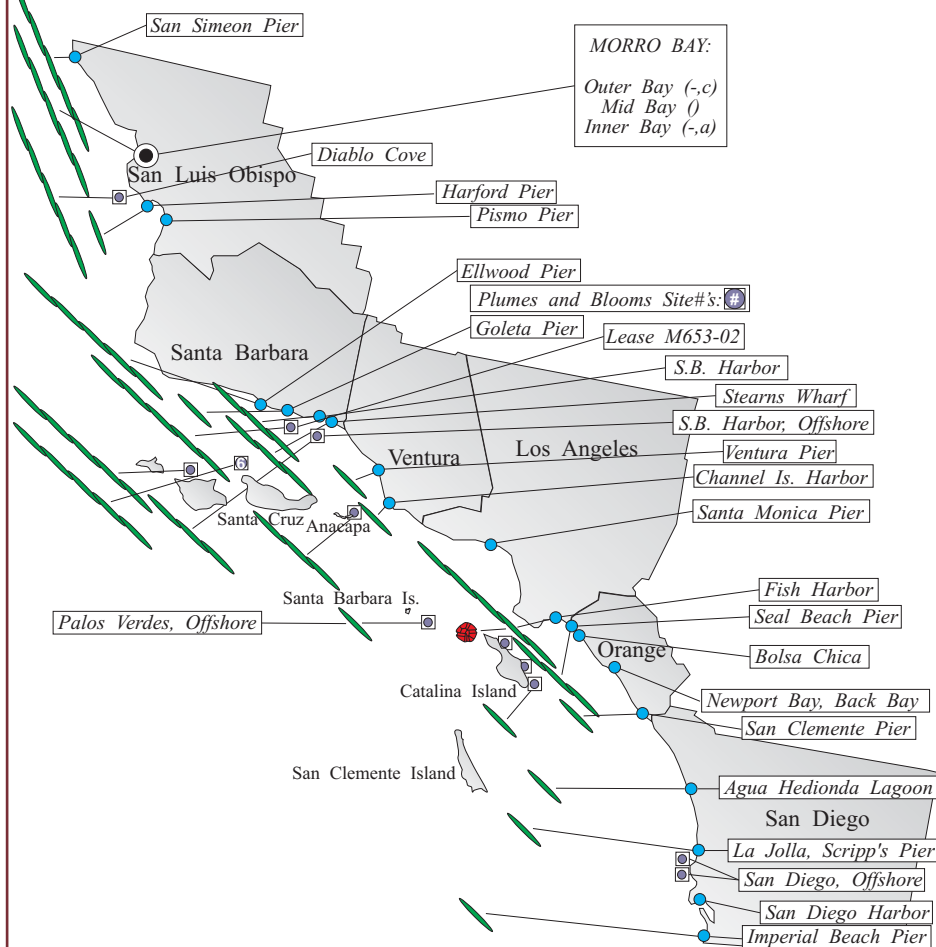 San Simeon Pier
MORRO BAY:
Outer Bay (-,c)
Mid Bay ()
Inner Bay (-,a)
Diablo Cove
San Luis Obispo
Harford Pier
Pismo Pier
Ellwood Pier
Plumes and Blooms Site#'s: #
Goleta Pier
Lease M653-02
Santa Barbara
S.B. Harbor
Stearns Wharf
S.B. Harbor, Offshore
Ventura
Los Angeles
Ventura Pier
6
Channel Is. Harbor
Santa Cruz
Anacapa
Santa Monica Pier
Santa Barbara Is.
Fish Harbor
Palos Verdes, Offshore
Seal Beach Pier
Orange
Bolsa Chica
Catalina Island
Newport Bay, Back Bay
San Clemente Pier
San Clemente Island
Agua Hedionda Lagoon
San Diego
La Jolla, Scripp's Pier
San Diego, Offshore
San Diego Harbor
Imperial Beach Pier